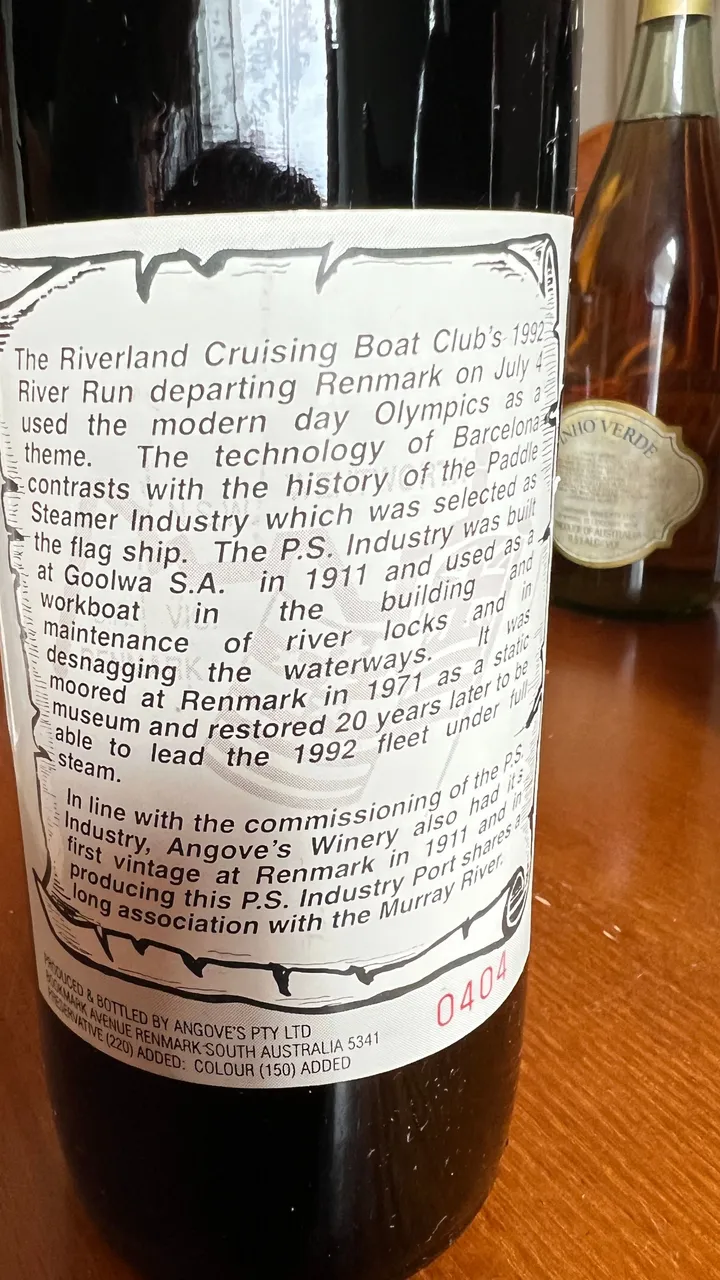 The Riverland Cruising Boat Club's 1992
River Run departing Renmark on July 4
used the modern day Olympics as a
theme. The technology of Barcelona
contrasts with the history of the Paddle
Steamer Industry which was selected as
the flag ship. The P.S. Industry was built
at Goolwa S.A. in 1911 and used as a
workboat in the building and
maintenance of river locks and in
desnagging the waterways. It was
moored at Renmark in 1971 as a static
museum and restored 20 years later to be
able to lead the 1992 fleet under full
steam.
In line with the commissioning of the P.S.
Industry, Angove's Winery also had its
first vintage at Renmark in 1911 and in
producing this P.S. Industry Port shares a
long association with the Murray River.
PRODUCED & BOTTLED BY ANGOVE'S PTY LTD
BOOKMARK AVENUE RENMARK SOUTH AUSTRALIA 5341
PRESERVATIVE (220) ADDED: COLOUR (150) ADDED
0404
INHO VERDE
OF AUSTRALIA